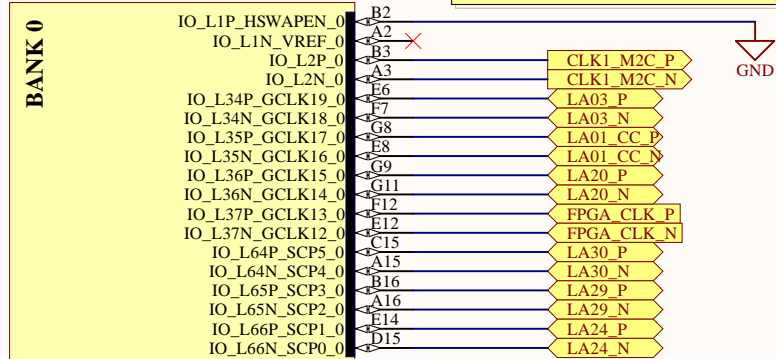 BANK 0
IO_L1P_HSWAPEN_0 B2
IO_L1N_VREF_0 A2
IO_L2P_0 B3 CLK1_M2C_P
IO_L2N_0 A3 CLK1_M2C_N
IO_L34P_GCLK19_0 E6 LA03_P
IO_L34N_GCLK18_0 F7 LA03_N
IO_L35P_GCLK17_0 G8 LA01_CC_P
IO_L35N_GCLK16_0 E8 LA01_CC_N
IO_L36P_GCLK15_0 G9 LA20_P
IO_L36N_GCLK14_0 G11 LA20_N
IO_L37P_GCLK13_0 F12 FPGA_CLK_P
IO_L37N_GCLK12_0 E12 FPGA_CLK_N
IO_L64P_SCP5_0 C15 LA30_P
IO_L64N_SCP4_0 A15 LA30_N
IO_L65P_SCP3_0 B16 LA29_P
IO_L65N_SCP2_0 A16 LA29_N
IO_L66P_SCP1_0 E14 LA24_P
IO_L66N_SCP0_0 D15 LA24_N
GND